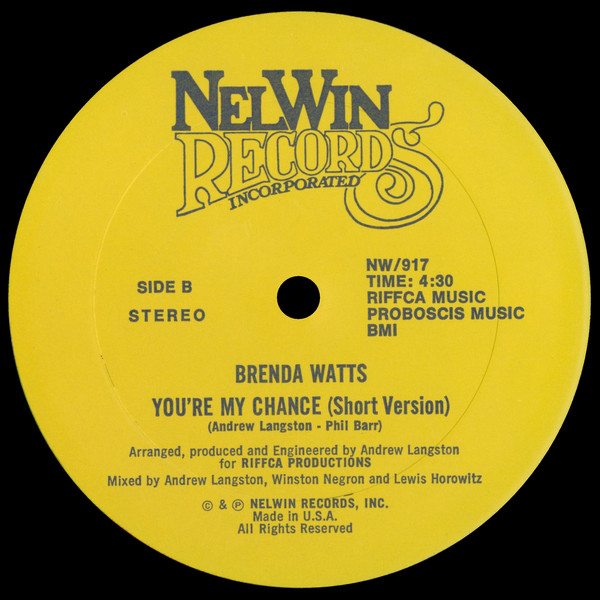 NELWIN
RECORDS
INCORPORATED
SIDE B
STEREO
NW/917
TIME: 4:30
RIFFCA MUSIC
PROBOSCIS MUSIC
BMI
BRENDA WATTS
YOU'RE MY CHANCE (Short Version)
(Andrew Langston - Phil Barr)
Arranged, produced and Engineered by Andrew Langston
for RIFFCA PRODUCTIONS
Mixed by Andrew Langston, Winston Negron and Lewis Horowitz
© & ℗ NELWIN RECORDS, INC.
Made in U.S.A.
All Rights Reserved